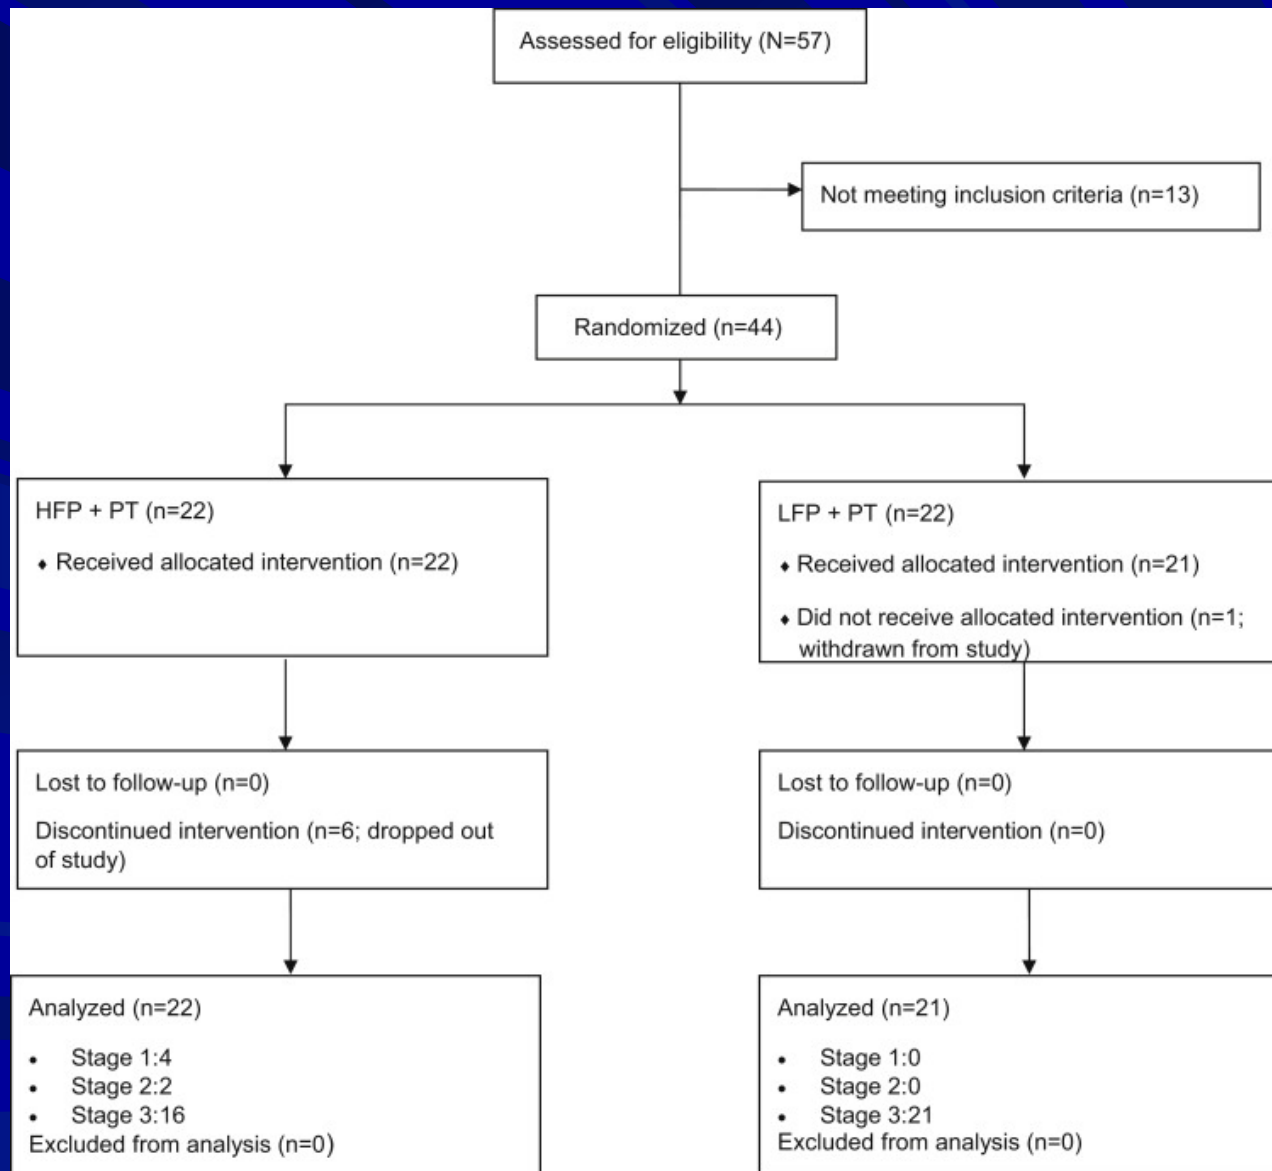 Assessed for eligibility (N=57)
Not meeting inclusion criteria (n=13)
Randomized (n=44)
HFP + PT (n=22)
♦ Received allocated intervention (n=22)
LFP + PT (n=22)
♦ Received allocated intervention (n=21)
♦ Did not receive allocated intervention (n=1;
withdrawn from study)
Lost to follow-up (n=0)
Discontinued intervention (n=6; dropped out
of study)
Lost to follow-up (n=0)
Discontinued intervention (n=0)
Analyzed (n=22)
• Stage 1:4
• Stage 2:2
• Stage 3:16
Excluded from analysis (n=0)
Analyzed (n=21)
• Stage 1:0
• Stage 2:0
• Stage 3:21
Excluded from analysis (n=0)